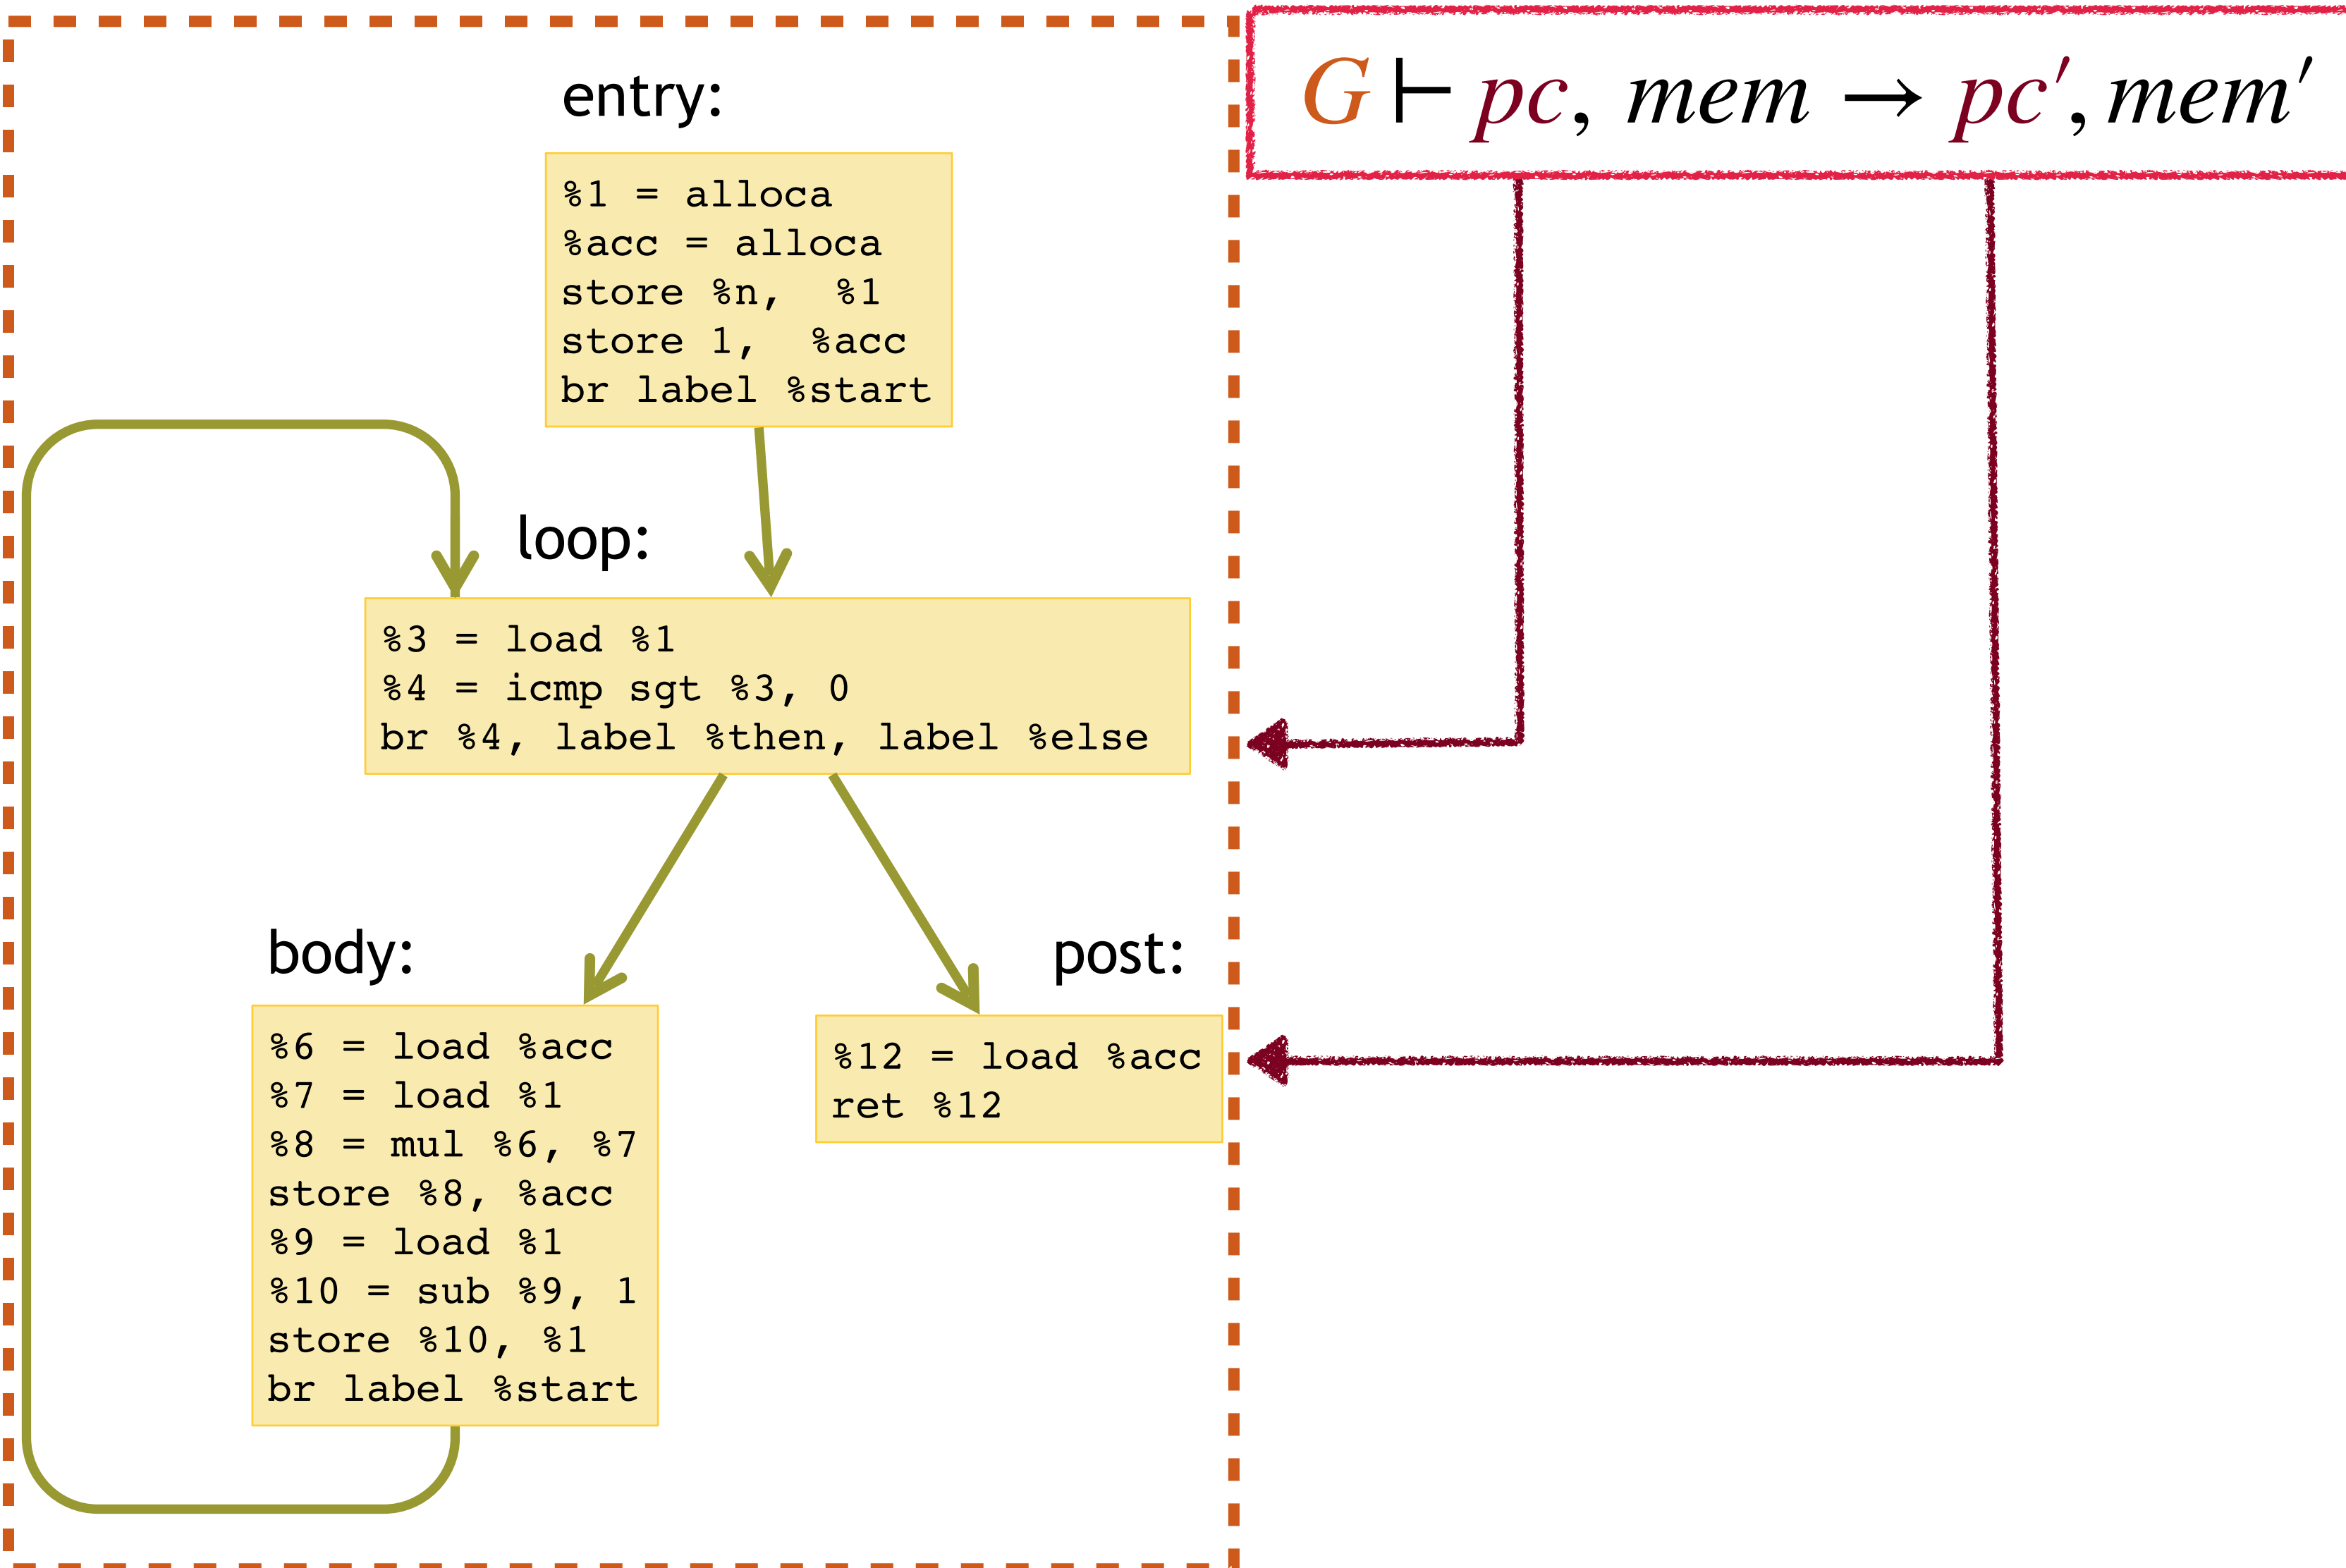 G ⊢ pc, mem → pc′, mem′
entry:
%1 = alloca
%acc = alloca
store %n,  %1
store 1,  %acc
br label %start
loop:
%3 = load %1
%4 = icmp sgt %3, 0
br %4, label %then, label %else
body:
%6 = load %acc
%7 = load %1
%8 = mul %6, %7
store %8, %acc
%9 = load %1
%10 = sub %9, 1
store %10, %1
br label %start
post:
%12 = load %acc
ret %12